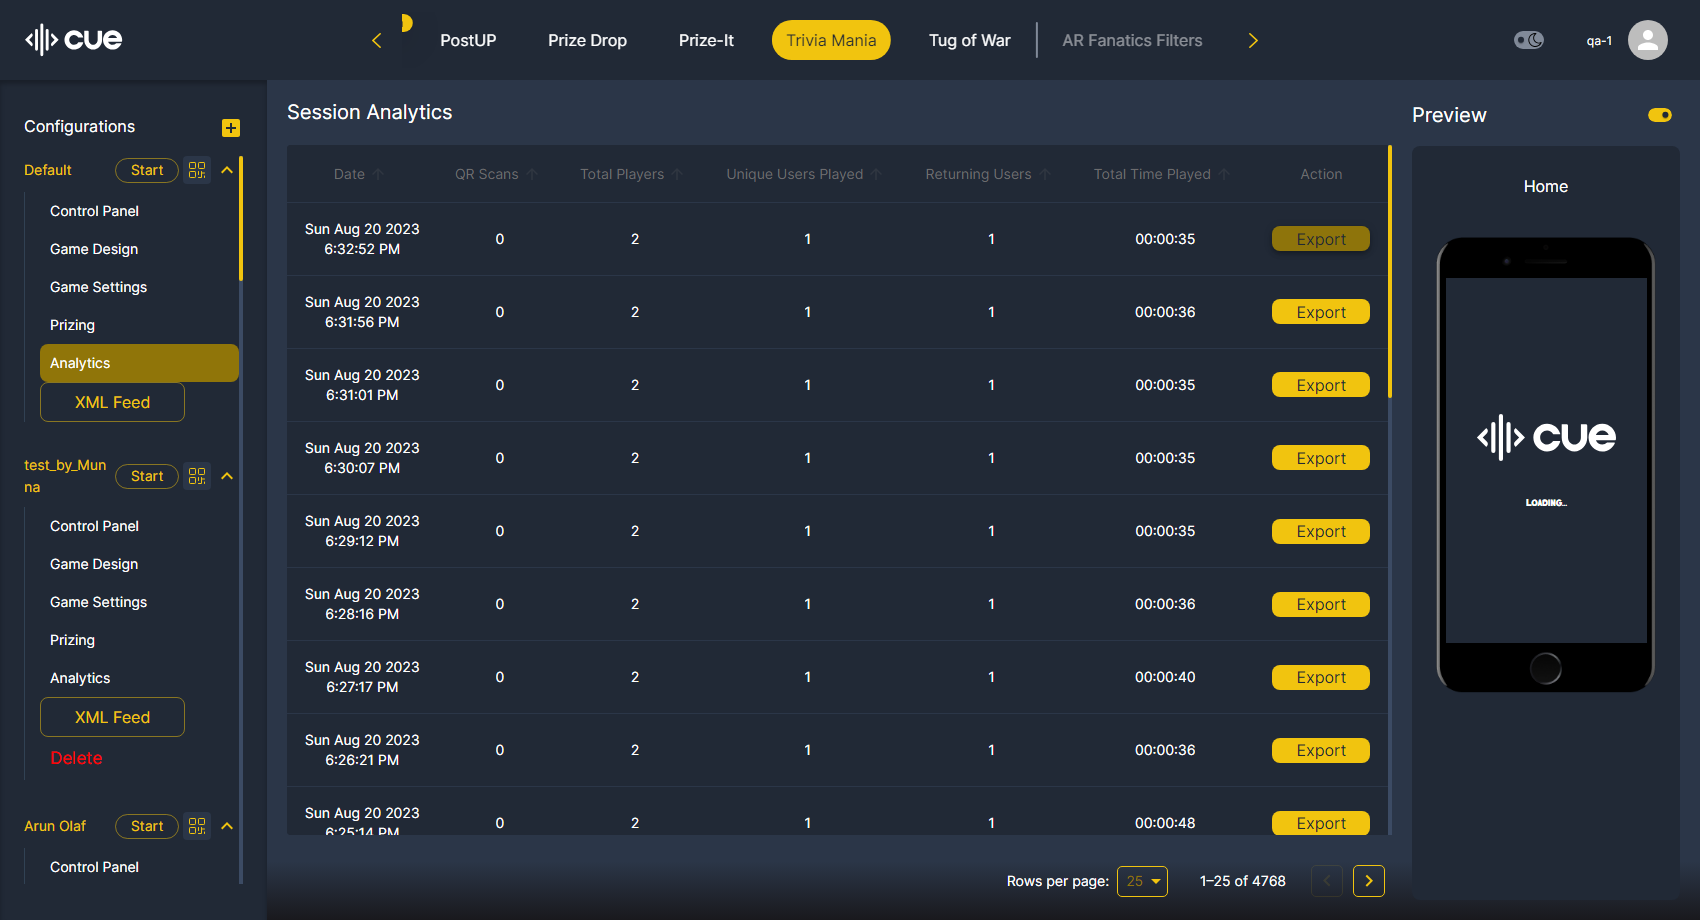 cue
PostUP
Prize Drop
Prize-It
Trivia Mania
Tug of War
AR Fanatics Filters
qa-1
Configurations
Default
Start
Control Panel
Game Design
Game Settings
Prizing
Analytics
XML Feed
test_by_Mun
na
Start
Control Panel
Game Design
Game Settings
Prizing
Analytics
XML Feed
Delete
Arun Olaf
Start
Control Panel
Session Analytics
Date QR Scans Total Players Unique Users Played Returning Users Total Time Played Action
Sun Aug 20 2023
6:32:52 PM 0 2 1 1 00:00:35 Export
Sun Aug 20 2023
6:31:56 PM 0 2 1 1 00:00:36 Export
Sun Aug 20 2023
6:31:01 PM 0 2 1 1 00:00:35 Export
Sun Aug 20 2023
6:30:07 PM 0 2 1 1 00:00:35 Export
Sun Aug 20 2023
6:29:12 PM 0 2 1 1 00:00:35 Export
Sun Aug 20 2023
6:28:16 PM 0 2 1 1 00:00:36 Export
Sun Aug 20 2023
6:27:17 PM 0 2 1 1 00:00:40 Export
Sun Aug 20 2023
6:26:21 PM 0 2 1 1 00:00:36 Export
Sun Aug 20 2023
6:25:14 PM 0 2 1 1 00:00:48 Export
Rows per page: 25 1–25 of 4768
Preview
Home
cue
LOADING...